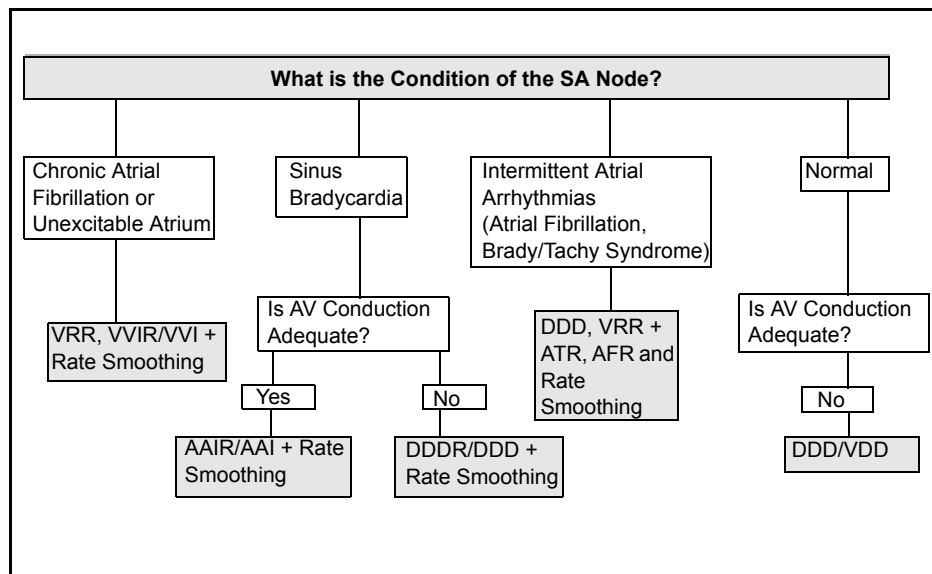 What is the Condition of the SA Node?
Chronic Atrial
Fibrillation or
Unexcitable Atrium
Sinus
Bradycardia
Intermittent Atrial
Arrhythmias
(Atrial Fibrillation,
Brady/Tachy Syndrome)
Normal
VRR, VVIR/VVI +
Rate Smoothing
Is AV Conduction
Adequate?
DDD, VRR +
ATR, AFR and
Rate
Smoothing
Is AV Conduction
Adequate?
Yes
No
No
AAIR/AAI + Rate
Smoothing
DDDR/DDD +
Rate Smoothing
DDD/VDD